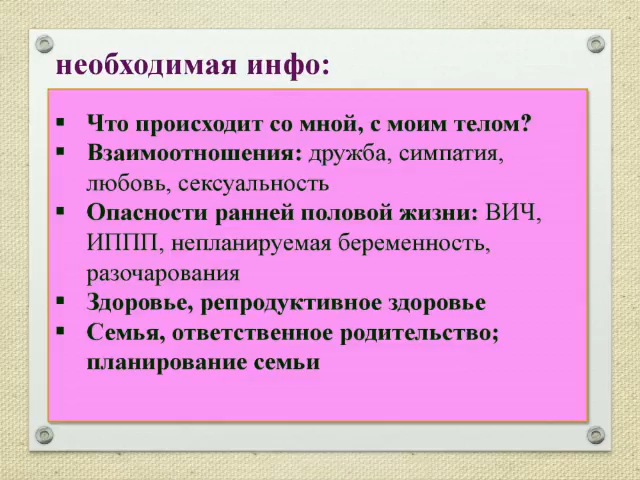 необходимая инфо:
▪ Что происходит со мной, с моим телом?
▪ Взаимоотношения: дружба, симпатия,
любовь, сексуальность
▪ Опасности ранней половой жизни: ВИЧ,
ИППП, непланируемая беременность,
разочарования
▪ Здоровье, репродуктивное здоровье
▪ Семья, ответственное родительство;
планирование семьи